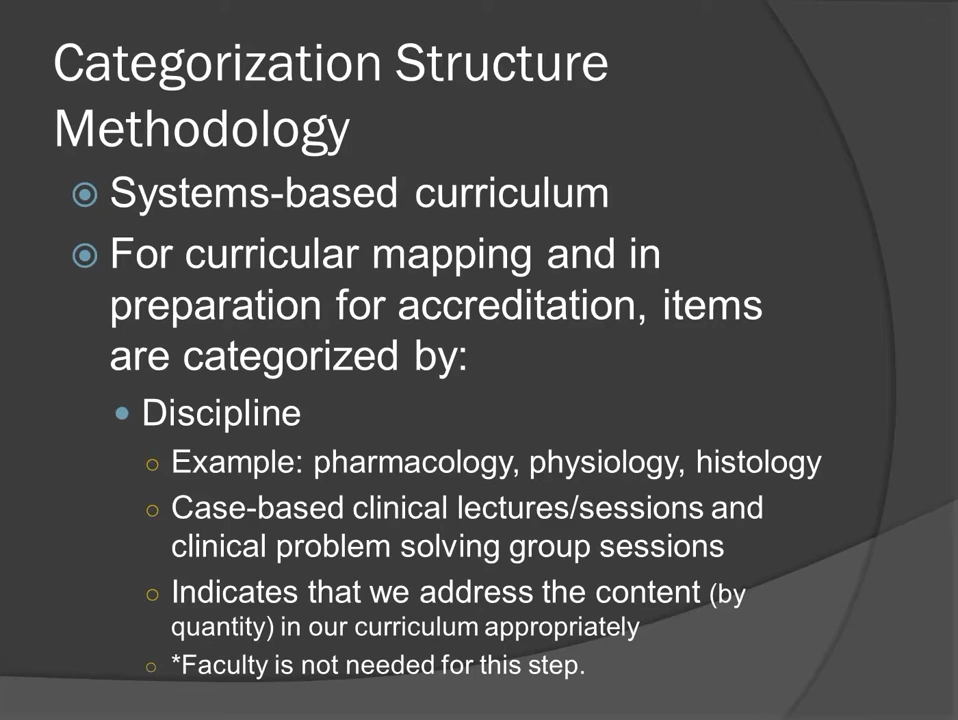 Categorization Structure
Methodology
Systems-based curriculum
For curricular mapping and in
preparation for accreditation, items
are categorized by:
Discipline
Example: pharmacology, physiology, histology
Case-based clinical lectures/sessions and
clinical problem solving group sessions
Indicates that we address the content (by
quantity) in our curriculum appropriately
*Faculty is not needed for this step.